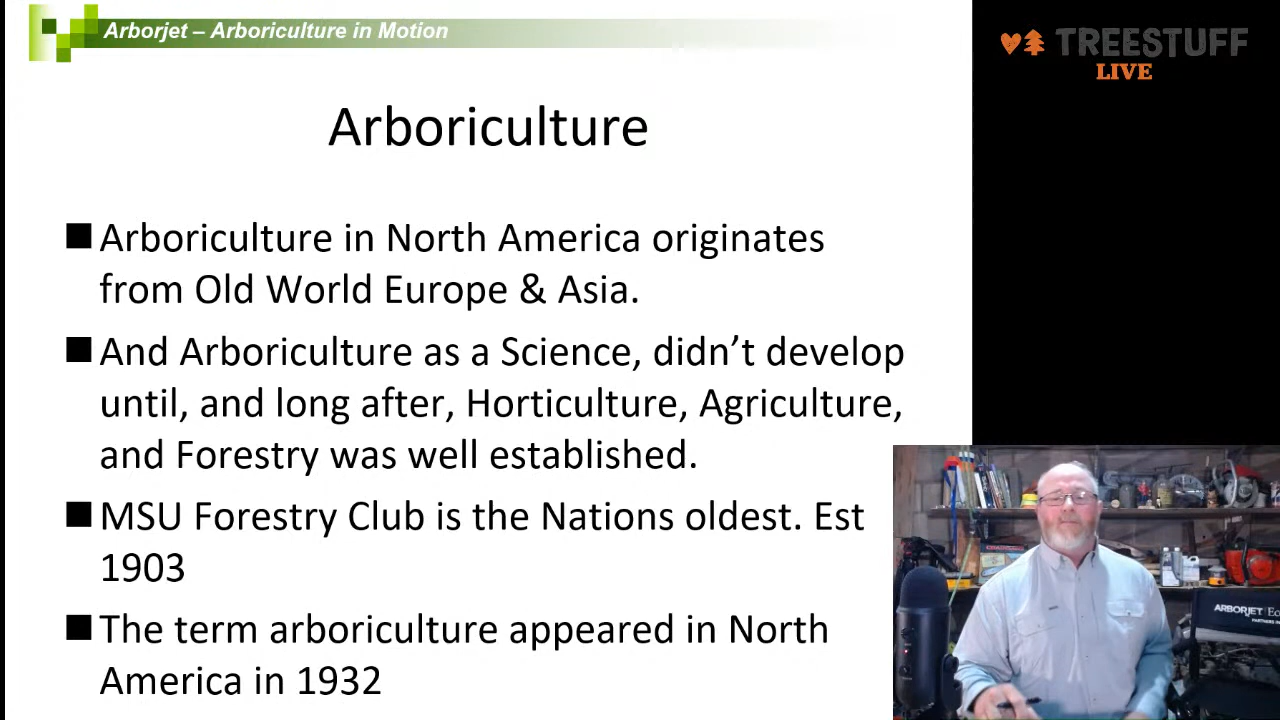 Arborjet – Arboriculture in Motion
TREESTUFF
LIVE
Arboriculture
Arboriculture in North America originates
from Old World Europe & Asia.
And Arboriculture as a Science, didn’t develop
until, and long after, Horticulture, Agriculture,
and Forestry was well established.
MSU Forestry Club is the Nations oldest. Est
1903
The term arboriculture appeared in North
America in 1932
ARBORJET